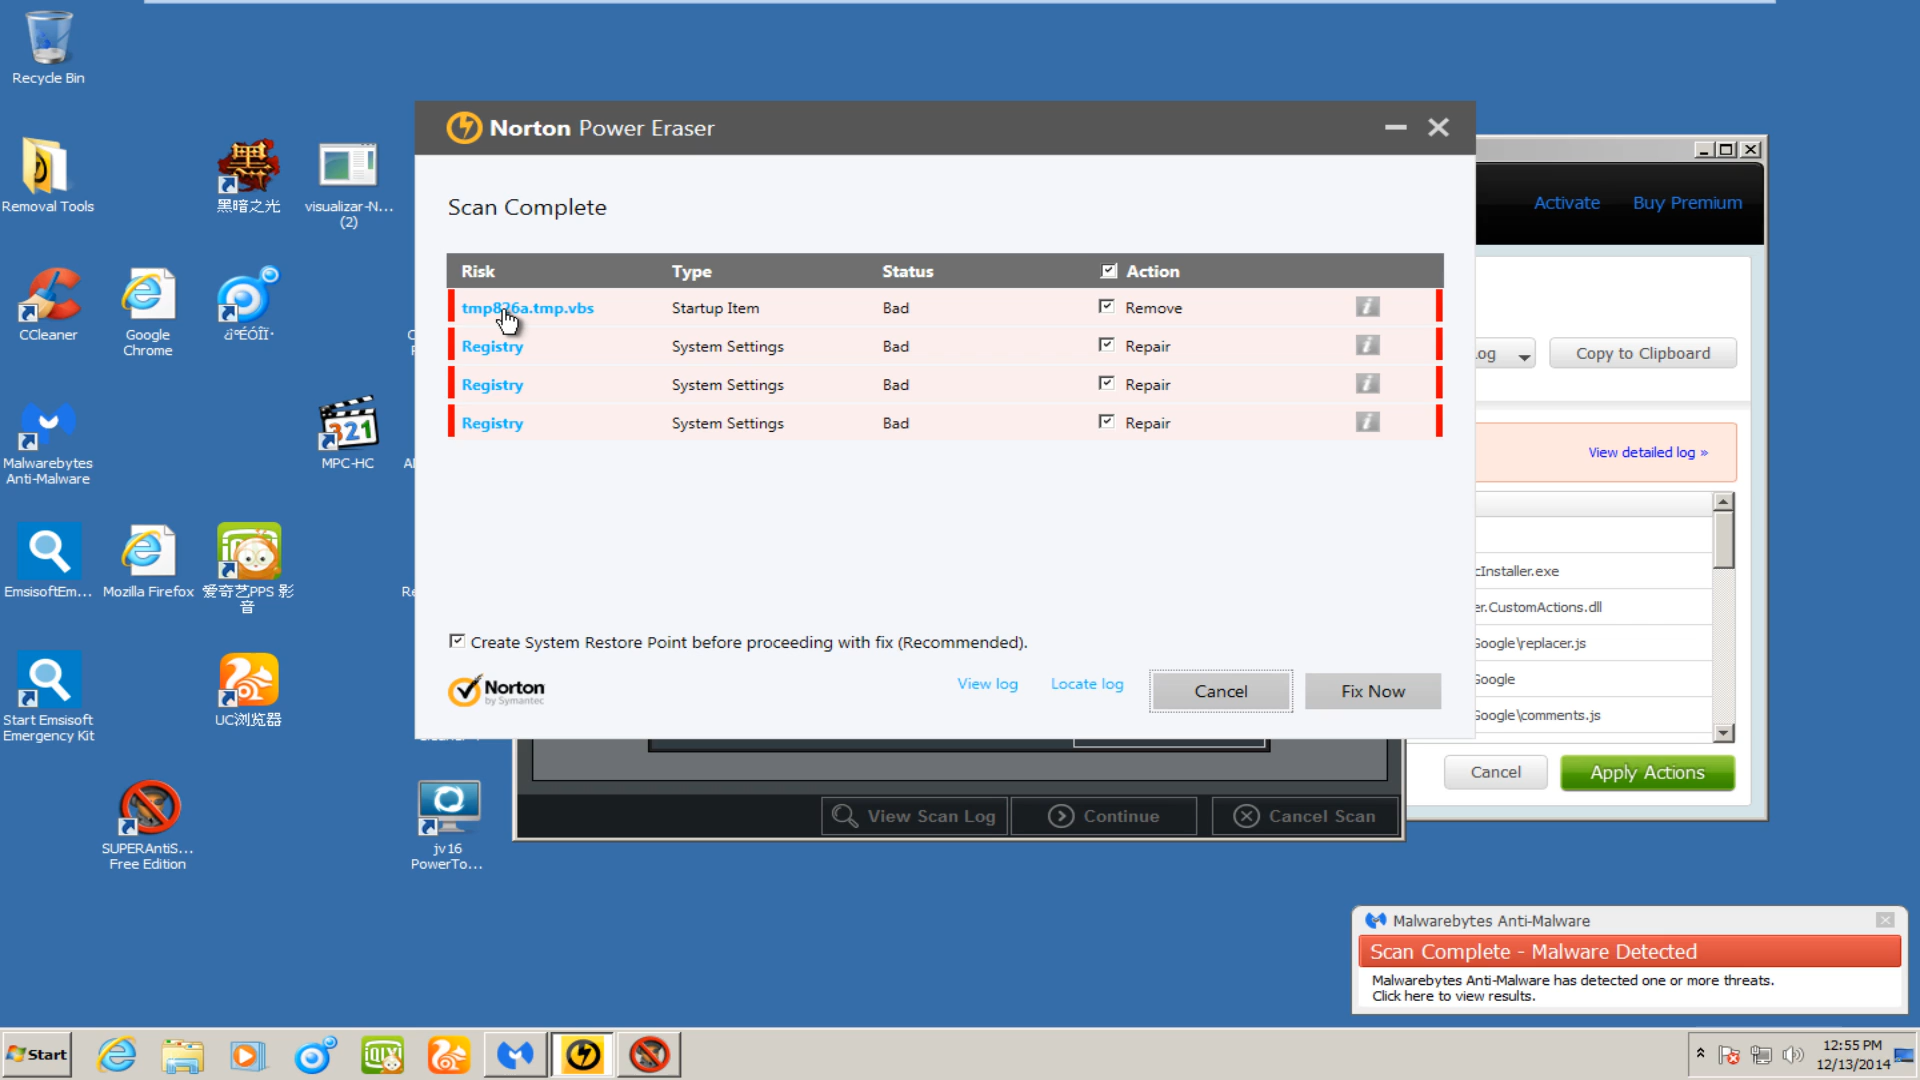 Recycle Bin
Removal Tools
黑暗之光
visualizar-N...
(2)
CCleaner
Google
Chrome
Malwarebytes
Anti-Malware
MPC-HC
EmsisoftEm...
Mozilla Firefox
爱奇艺PPS 影
音
Start Emsisoft
Emergency Kit
UC浏览器
SUPERAntiS...
Free Edition
jv16
PowerTo...
Norton Power Eraser
Scan Complete
Risk Type Status Action
tmp826a.tmp.vbs Startup Item Bad Remove
Registry System Settings Bad Repair
Registry System Settings Bad Repair
Registry System Settings Bad Repair
Create System Restore Point before proceeding with fix (Recommended).
Norton
by Symantec
View log Locate log Cancel Fix Now
Activate Buy Premium
og Copy to Clipboard
View detailed log »
cInstaller.exe
er.CustomActions.dll
Google\replacer.js
Google
Google\comments.js
Cancel Apply Actions
View Scan Log Continue Cancel Scan
Malwarebytes Anti-Malware
Scan Complete - Malware Detected
Malwarebytes Anti-Malware has detected one or more threats.
Click here to view results.
Start
12:55 PM
12/13/2014